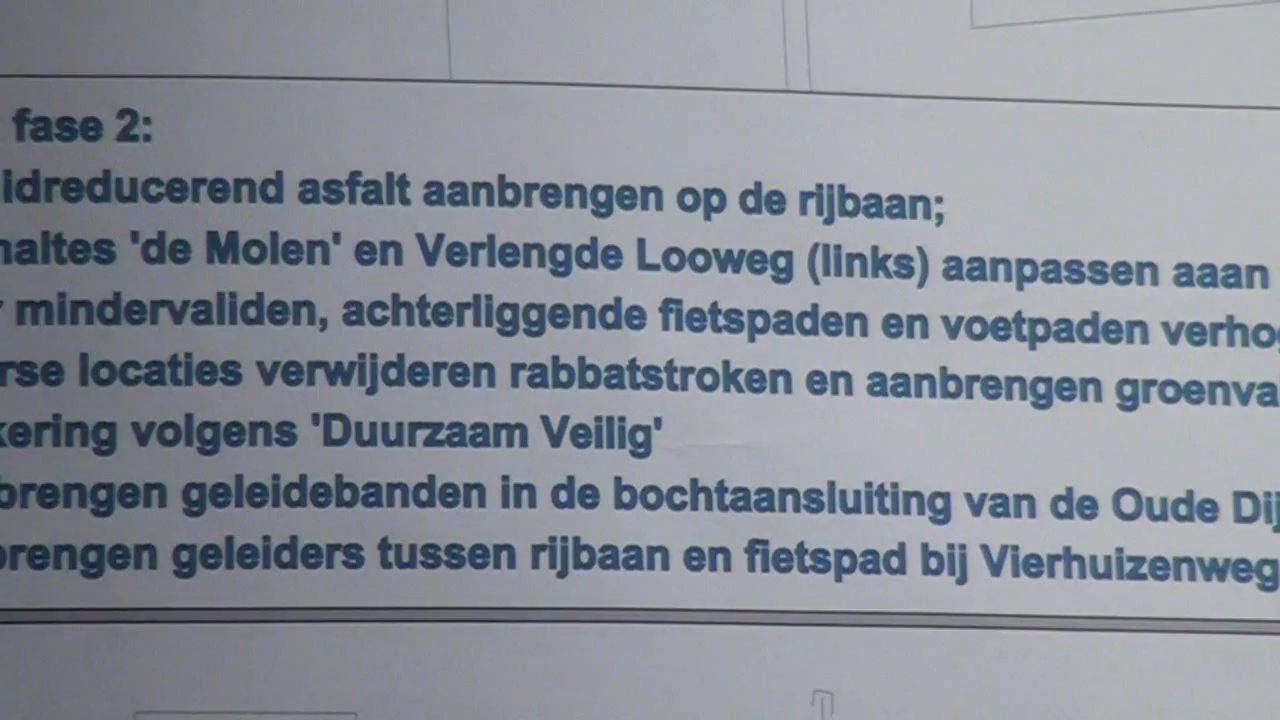 fase 2:
idreducerend asfalt aanbrengen op de rijbaan;
haltes 'de Molen' en Verlengde Looweg (links) aanpassen aaan
mindervaliden, achterliggende fietspaden en voetpaden verho
rse locaties verwijderen rabbatstroken en aanbrengen groenva
kering volgens 'Duurzaam Veilig'
brengen geleidebanden in de bochtaansluiting van de Oude Dij
brengen geleiders tussen rijbaan en fietspad bij Vierhuizenweg